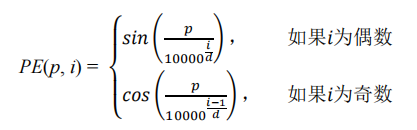 PE(p, i) = { sin( p / 10000^(i/d) ), 如果i为偶数
cos( p / 10000^((i-1)/d) ), 如果i为奇数